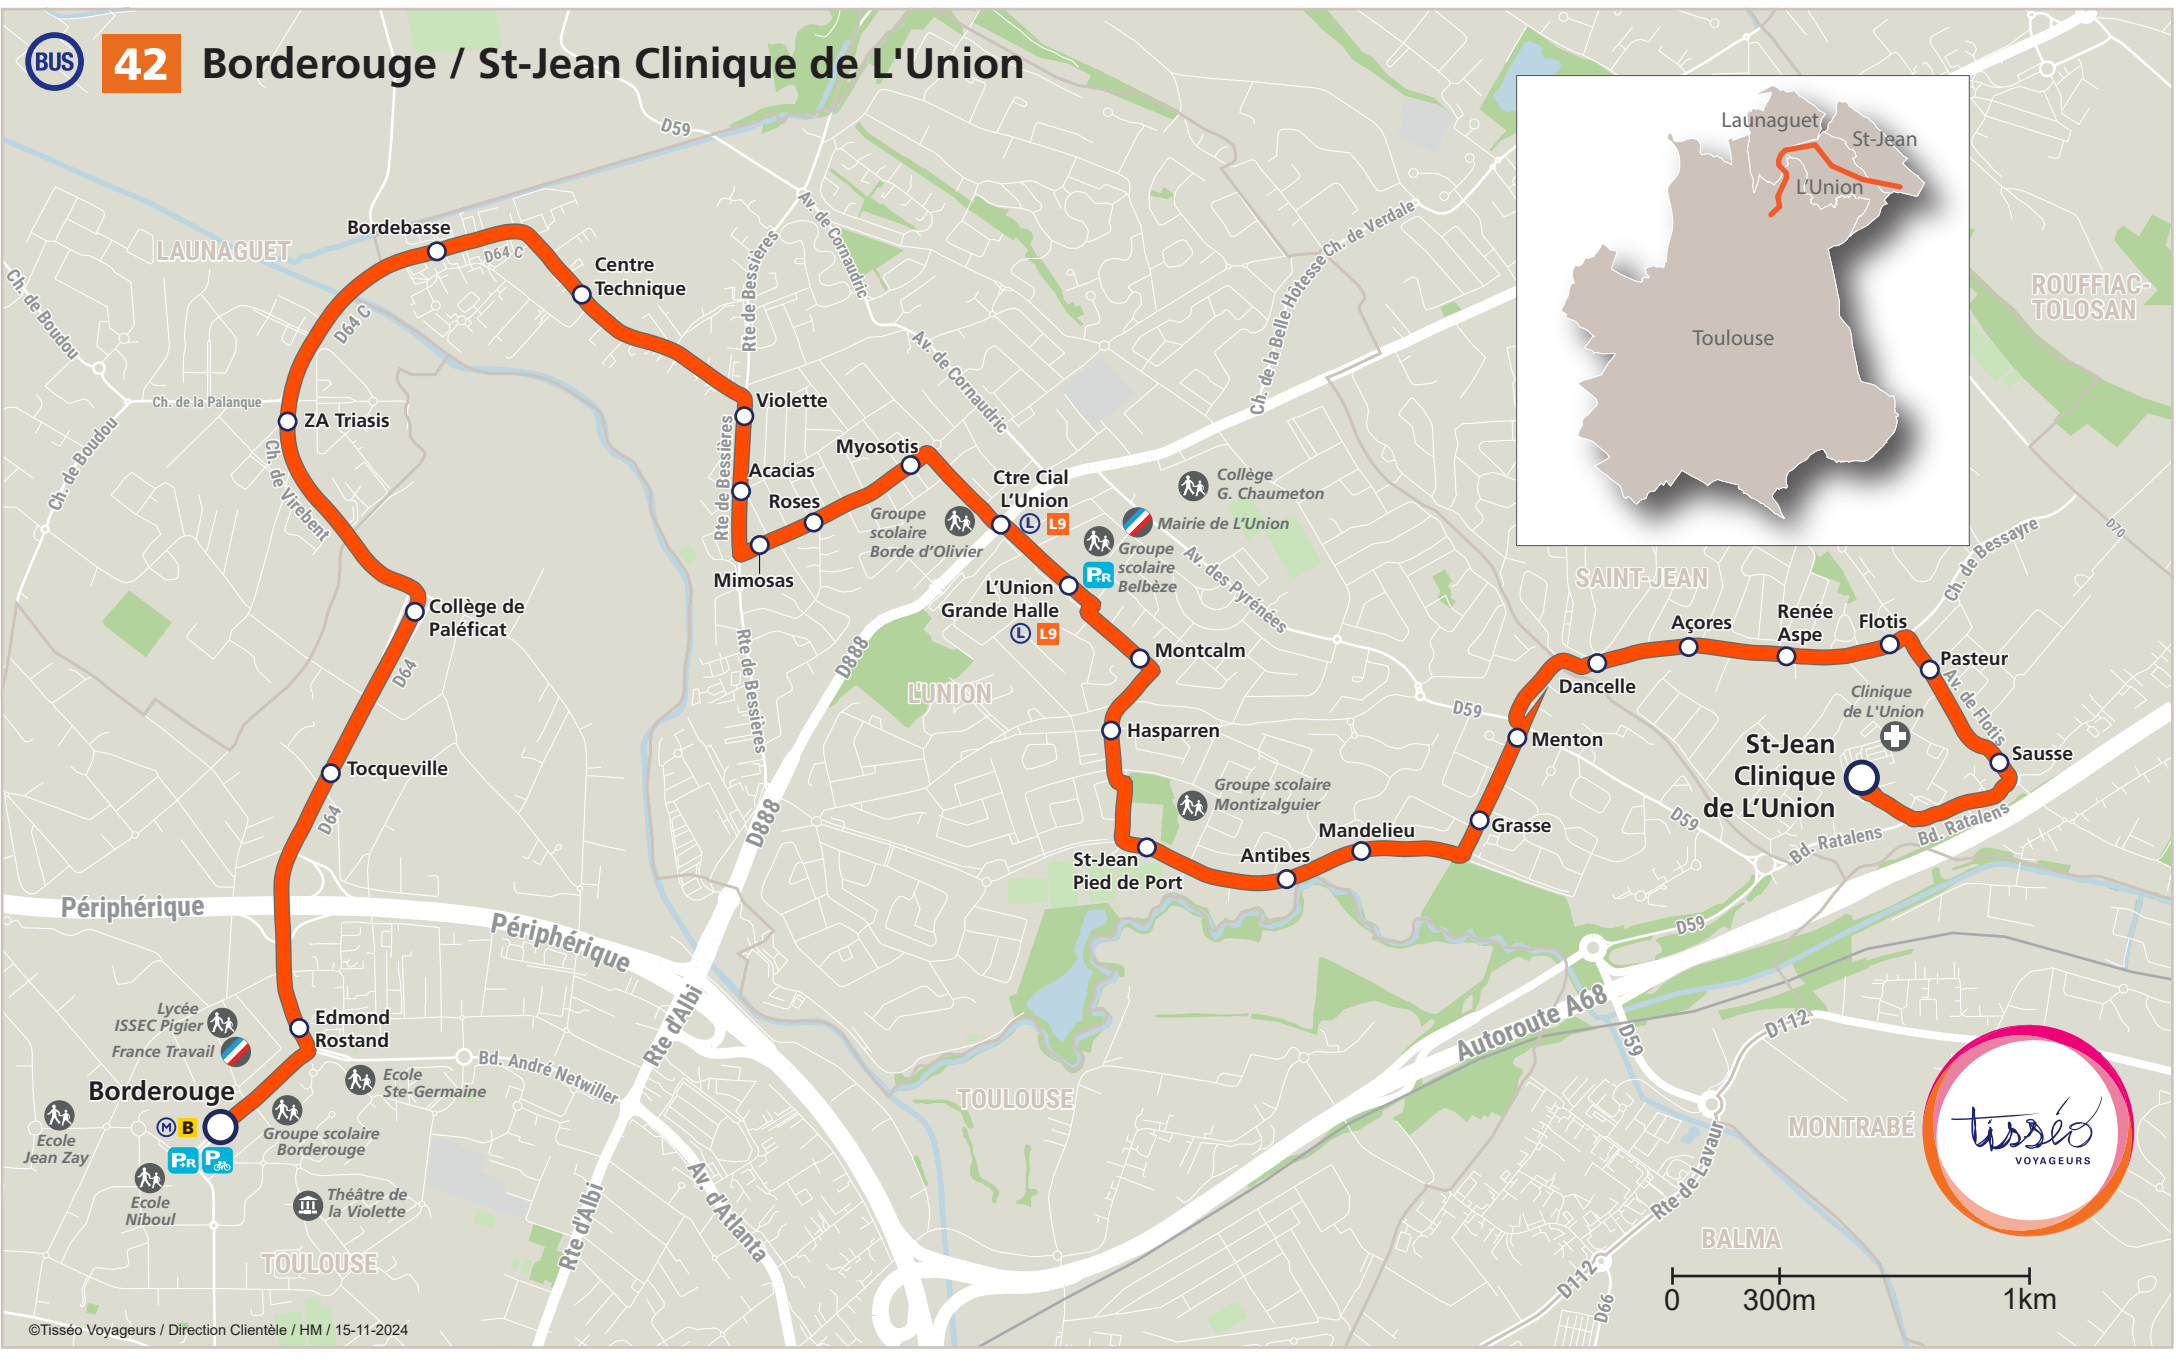 BUS
42
Borderouge / St-Jean Clinique de L'Union
Launaguet
St-Jean
L'Union
Toulouse
LAUNAGUET
Bordebasse
D64 C
D64 C
Centre
Technique
Ch. de Boudou
Ch. de Boudou
Ch. de la Palanque
ZA Triasis
Ch. de Virebent
Collège de
Paléficat
D64
Tocqueville
D64
Périphérique
Périphérique
Edmond
Rostand
Lycée
ISSEC Pigier
France Travail
Borderouge
M B
P+R P
Ecole
Jean Zay
Ecole
Niboul
Groupe scolaire
Borderouge
Ecole
Ste-Germaine
Théâtre de
la Violette
Bd. André Netwiller
TOULOUSE
Rte d'Albi
Rte d'Albi
Av. d'Atlanta
D59
Av. de Cornaudric
Av. de Cornaudric
Rte de Bessières
Rte de Bessières
Rte de Bessières
Violette
Acacias
Roses
Mimosas
Myosotis
Groupe
scolaire
Borde d'Olivier
Ctre Cial
L'Union
L L9
L'Union
Grande Halle
L L9
Collège
G. Chaumeton
Mairie de L'Union
Groupe
scolaire
Belbèze
P+R
Av. des Pyrénées
Ch. de la Belle Hôtesse
Ch. de Verdale
D888
D888
L'UNION
Montcalm
Hasparren
Groupe scolaire
Montizalguier
St-Jean
Pied de Port
Antibes
Mandelieu
Grasse
Menton
D59
Dancelle
Açores
Renée
Aspe
Flotis
Pasteur
Av. de Flotis
Sausse
Clinique
de L'Union
St-Jean
Clinique
de L'Union
Bd. Ratalens
Bd. Ratalens
SAINT-JEAN
Ch. de Bessayre
D70
ROUFFIAC-
TOLOSAN
D59
D59
Autoroute A68
D59
D112
TOULOUSE
MONTRABÉ
BALMA
Rte-de-Lavaur
D112
D66
tisséo
VOYAGEURS
0 300m 1km
©Tisséo Voyageurs / Direction Clientèle / HM / 15-11-2024